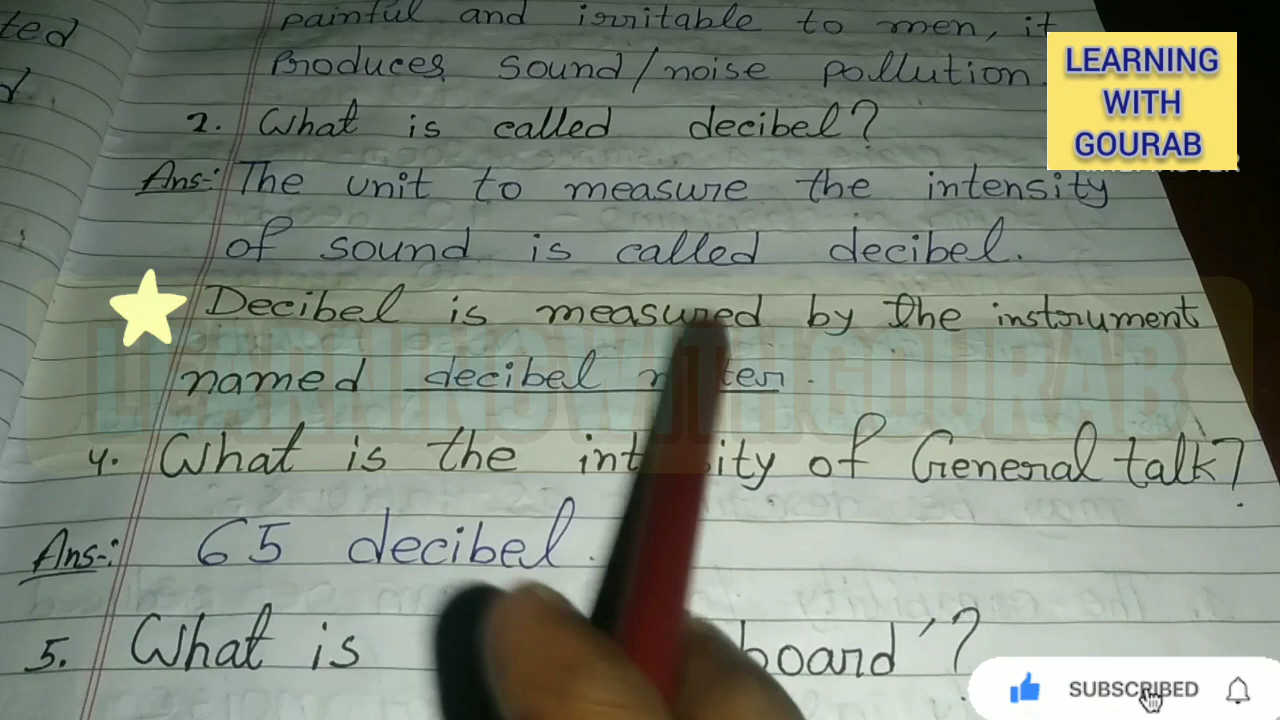 ted
painful and irritable to men, it
Produces sound/noise pollution.
2. What is called decibel?
Ans:- The unit to measure the intensity
of sound is called decibel.
Decibel is measured by the instrument
named decibel
4. What is the of General talk?
Ans-: 65 decibel.
5. What is board'?
LEARNING
WITH
GOURAB
LEARNINGWITHGOURAB
SUBSCRIBED